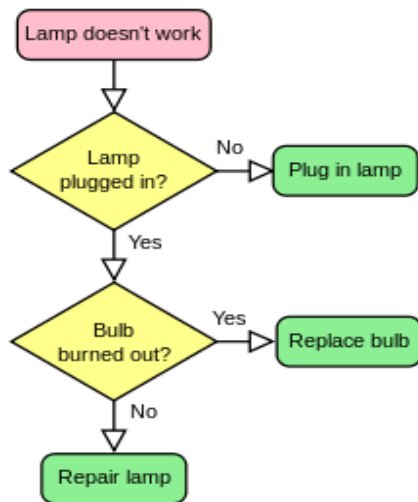 Lamp doesn't work
Lamp
plugged in?
No
Plug in lamp
Yes
Bulb
burned out?
Yes
Replace bulb
No
Repair lamp